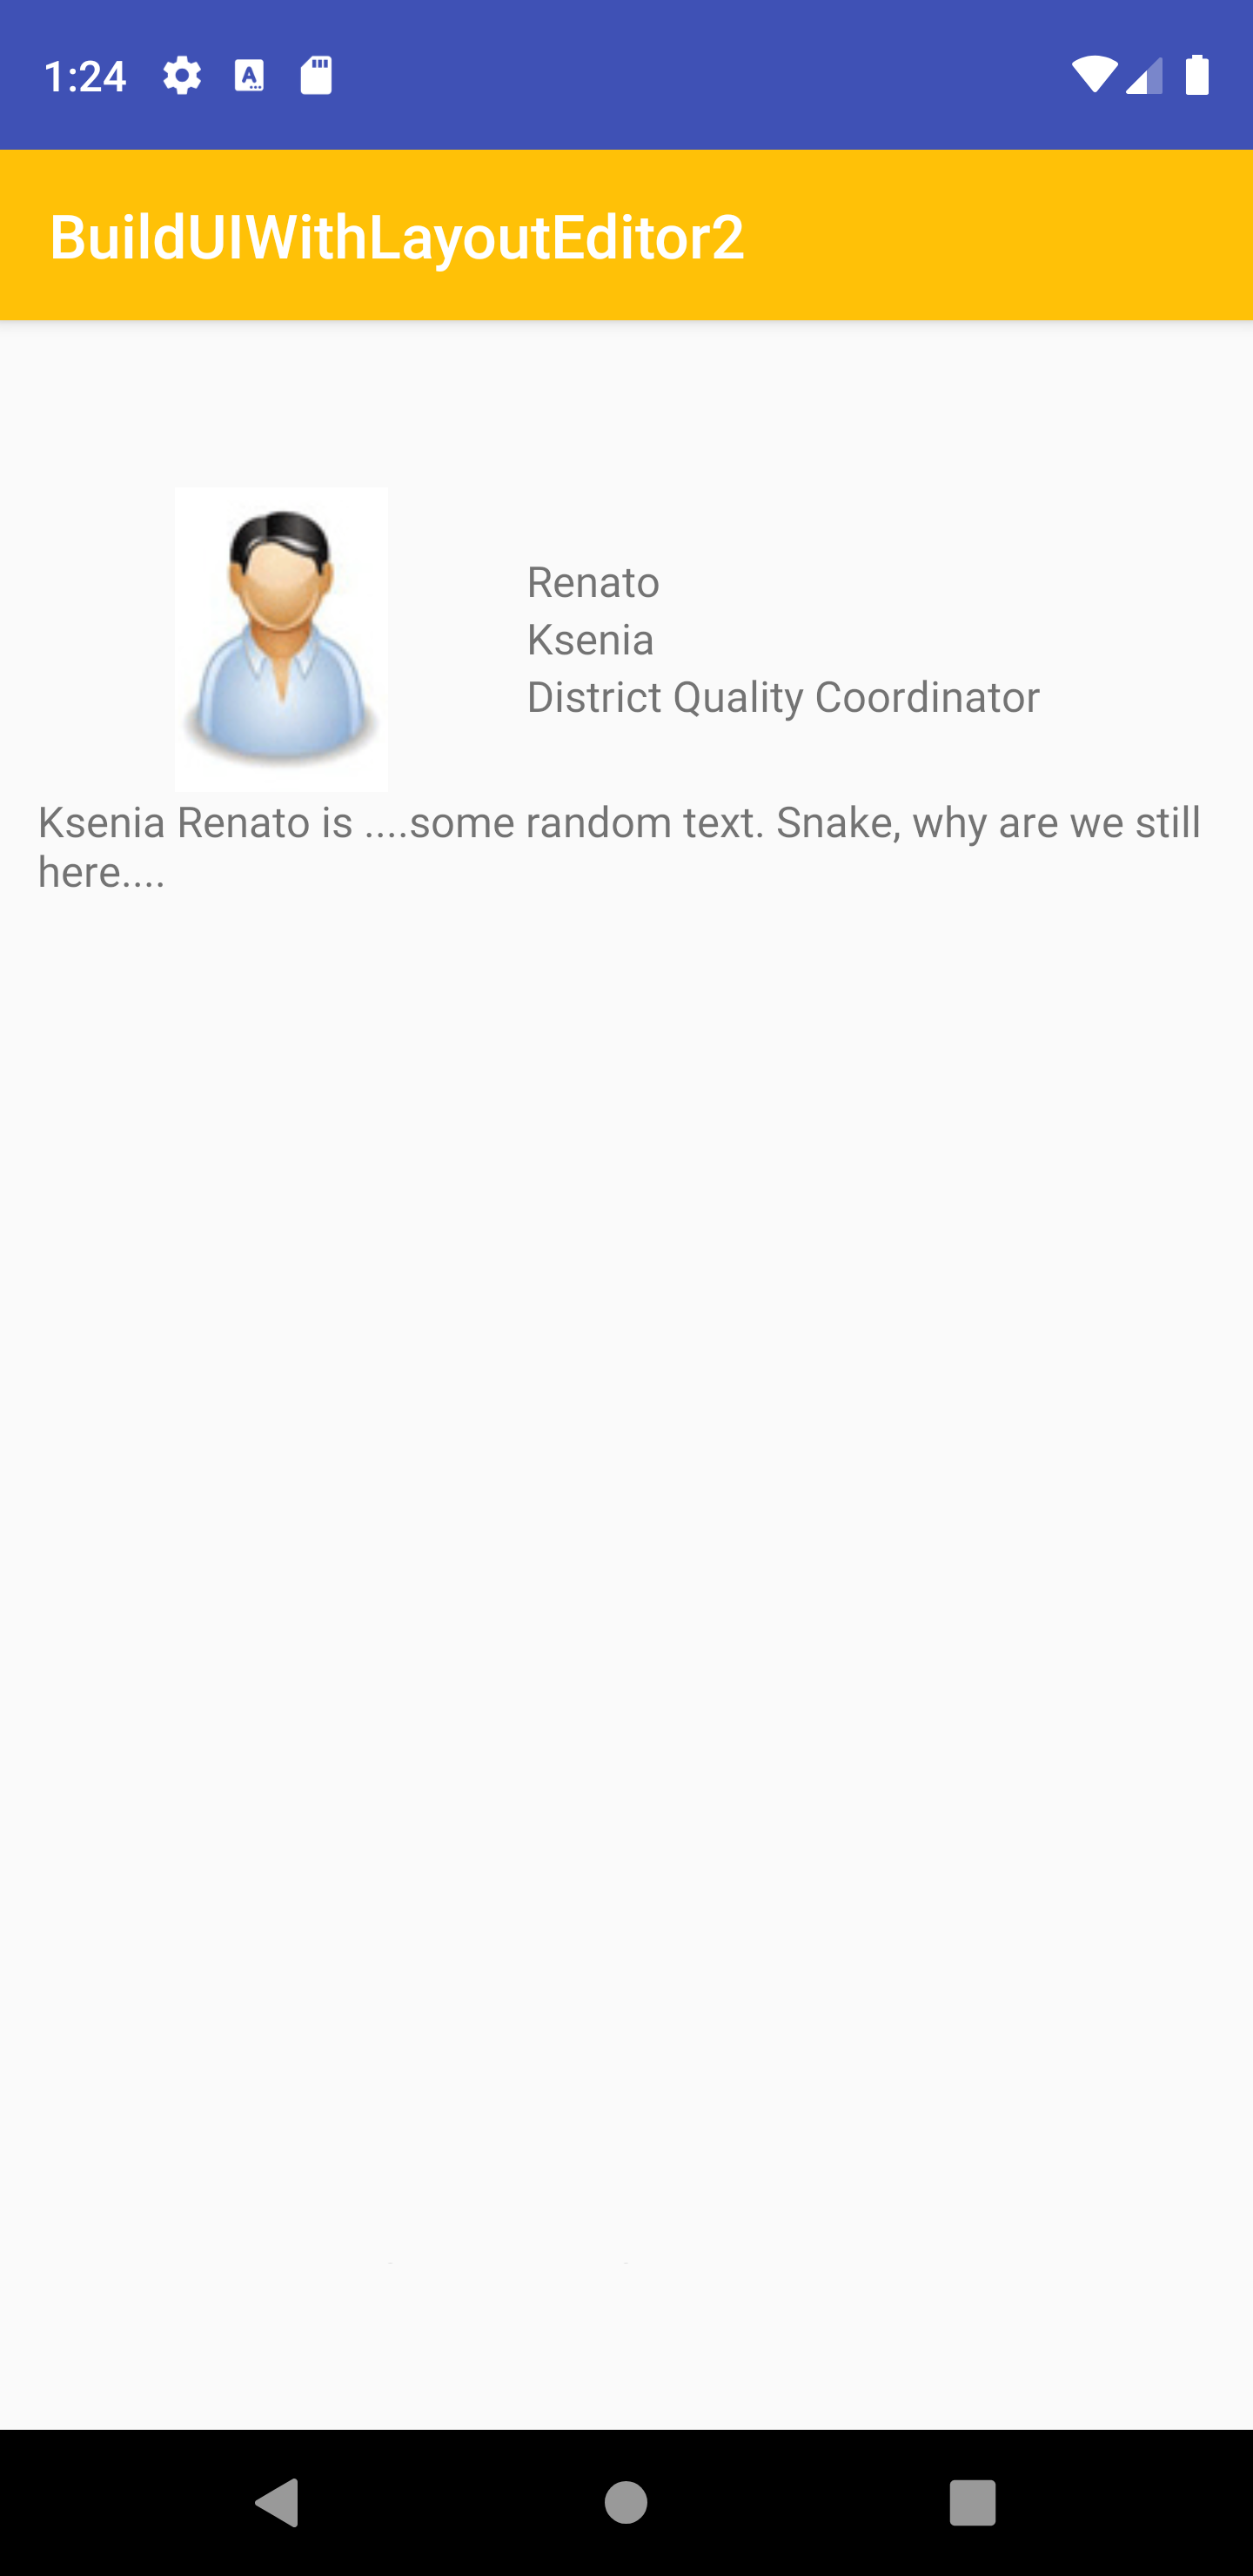 1:24
BuildUIWithLayoutEditor2
Renato
Ksenia
District Quality Coordinator
Ksenia Renato is ....some random text. Snake, why are we still
here....